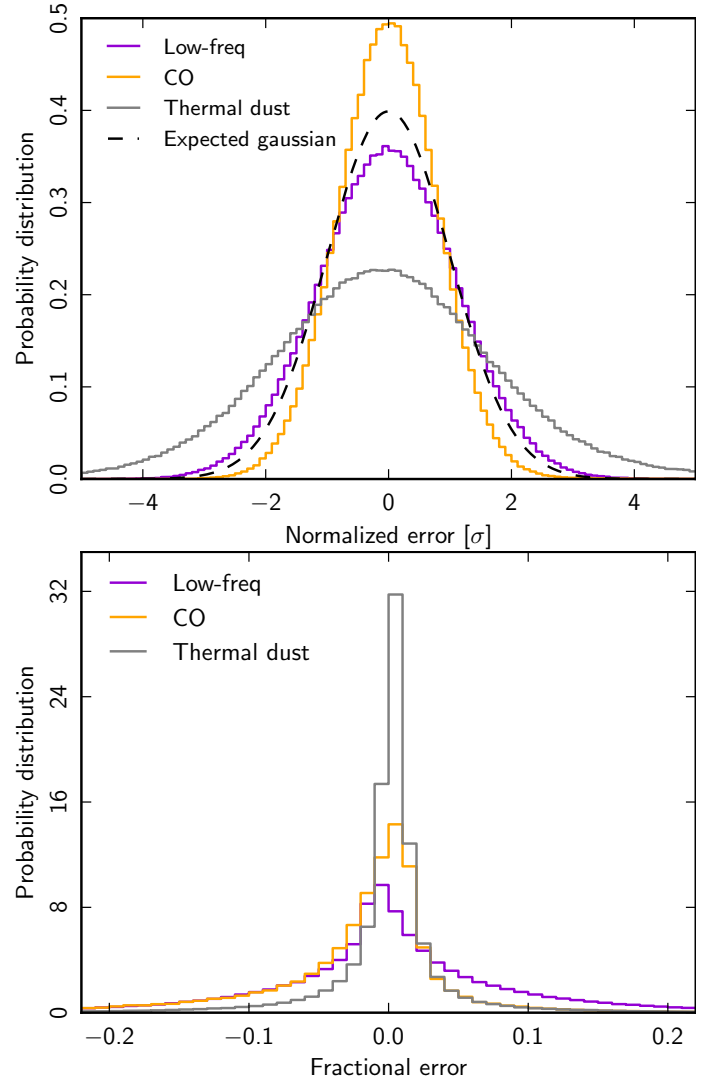 0.5
Low-freq
CO
0.4
Thermal dust
Expected gaussian
0.3
Probability distribution
0.2
0.1
0.0
−4 −2 0 2 4
Normalized error [σ]
32
Low-freq
CO
Thermal dust
24
Probability distribution
16
8
0
−0.2 −0.1 0.0 0.1 0.2
Fractional error